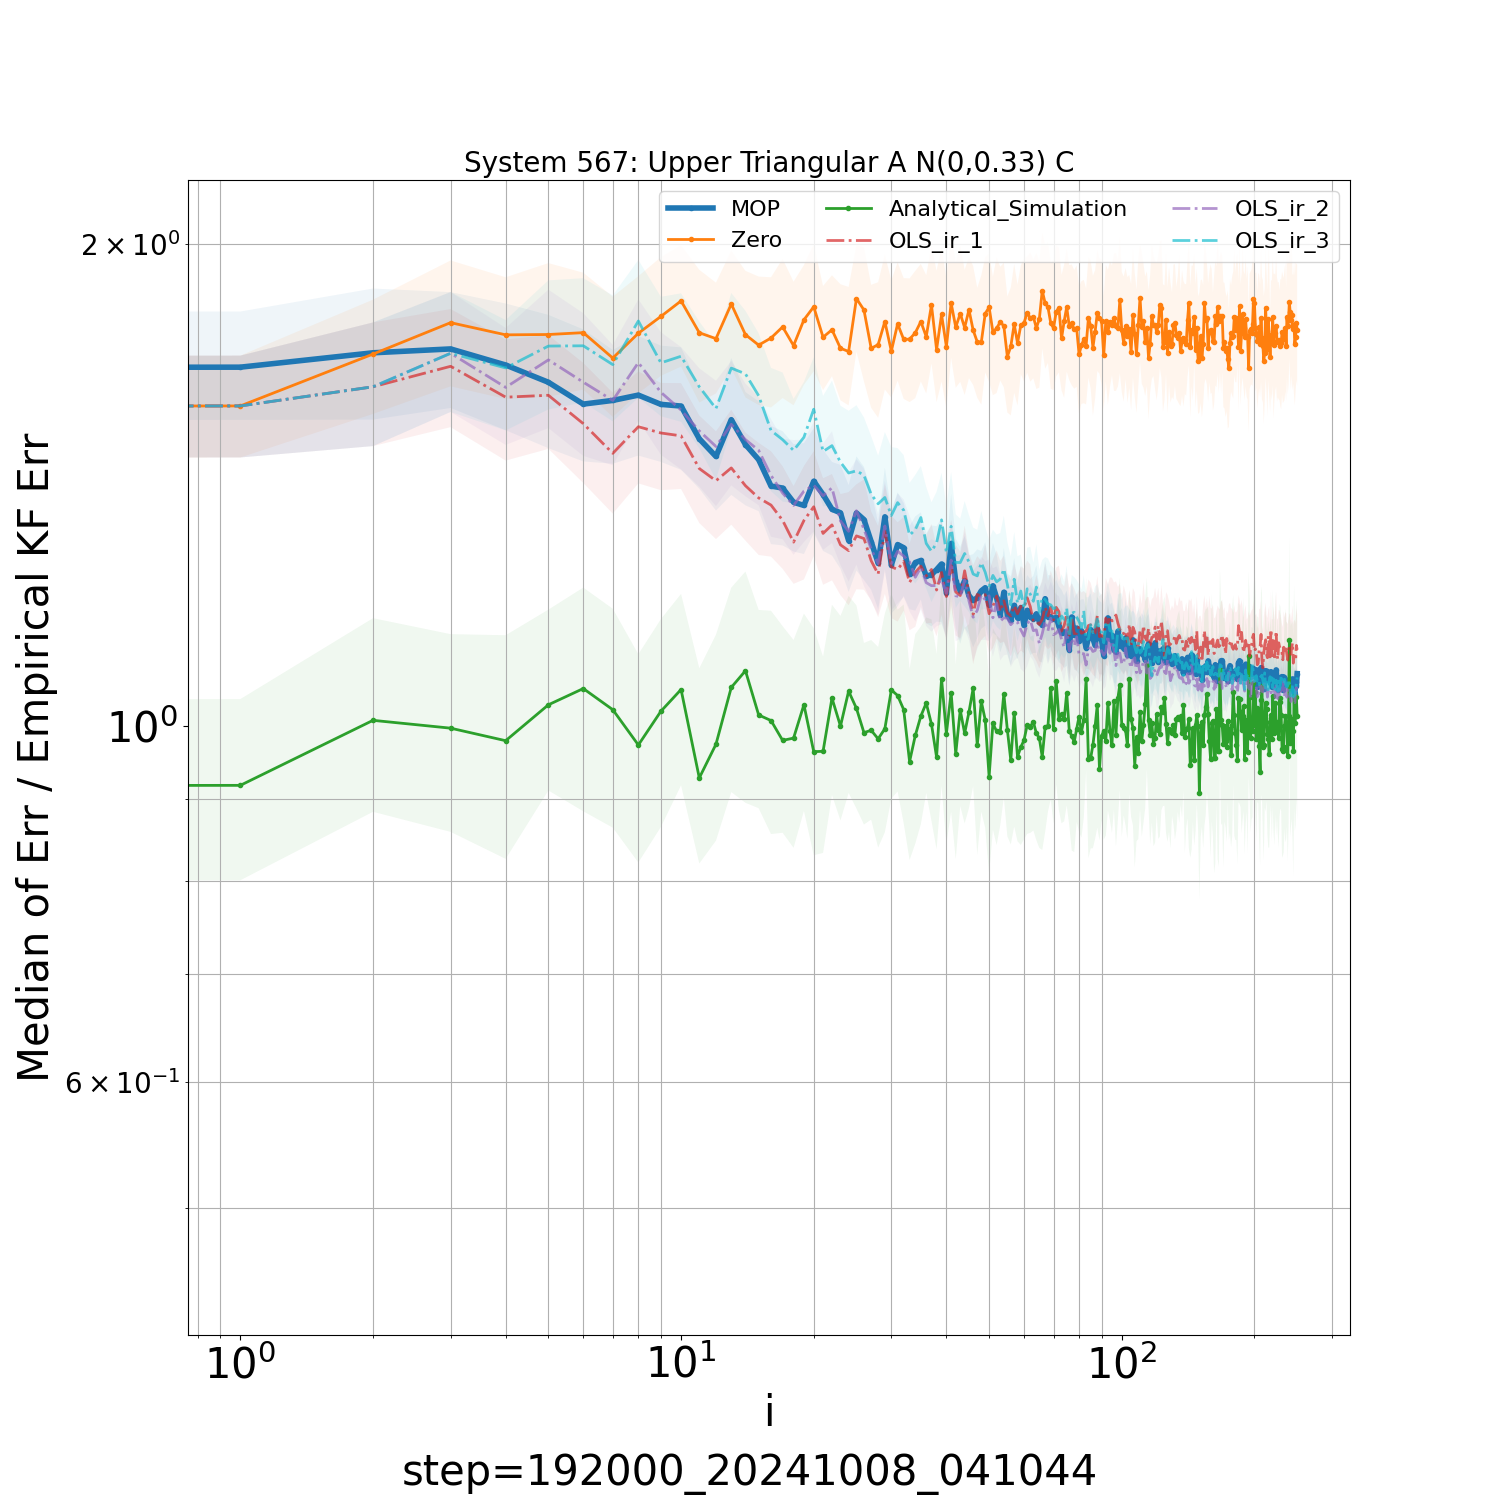 System 567: Upper Triangular A N(0,0.33) C
MOP
Zero
Analytical_Simulation
OLS_ir_1
OLS_ir_2
OLS_ir_3
2 × 10⁰
10⁰
6 × 10⁻¹
Median of Err / Empirical KF Err
10⁰ 10¹ 10²
i
step=192000_20241008_041044